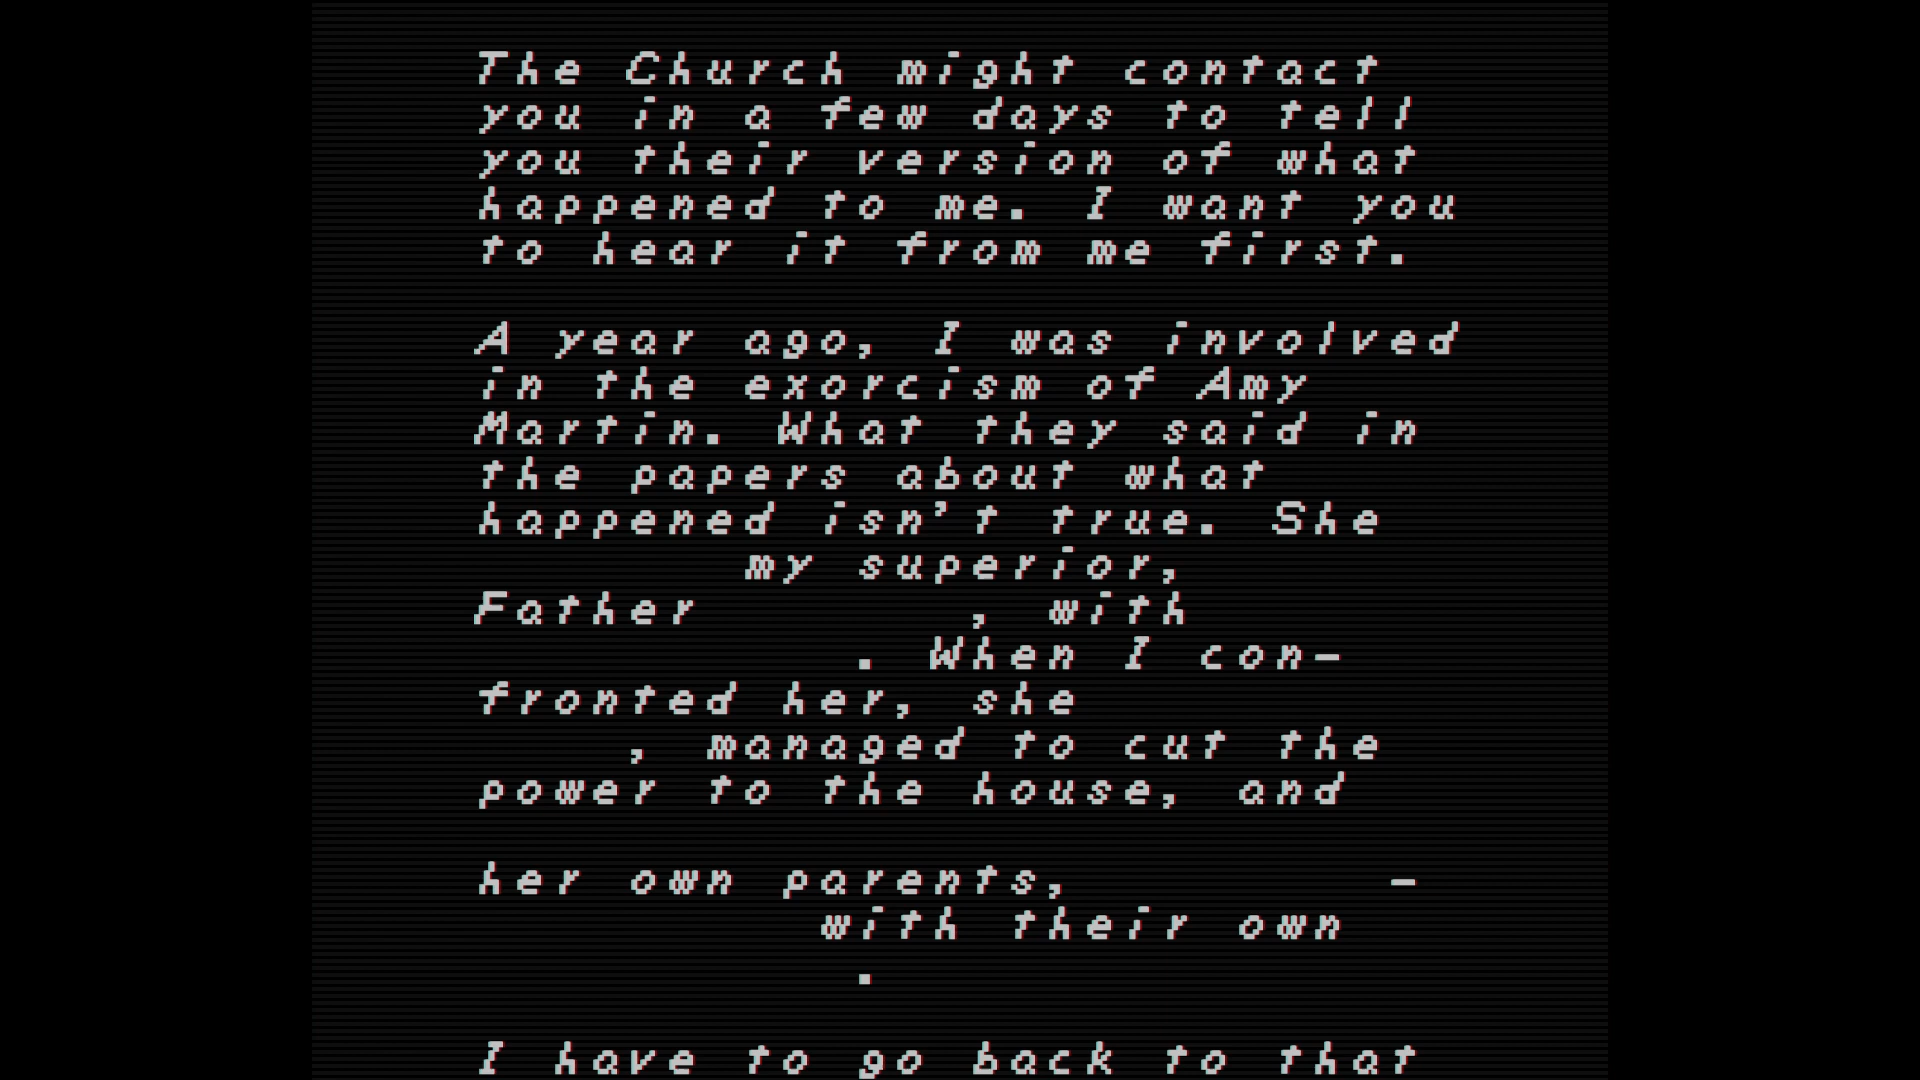 The Church might contact
you in a few days to tell
you their version of what
happened to me. I want you
to hear it from me first.
A year ago, I was involved
in the exorcism of Amy
Martin. What they said in
the papers about what
happened isn't true. She
my superior,
Father , with
. When I con-
fronted her, she
, managed to cut the
power to the house, and
her own parents, -
with their own
.
I have to go back to that